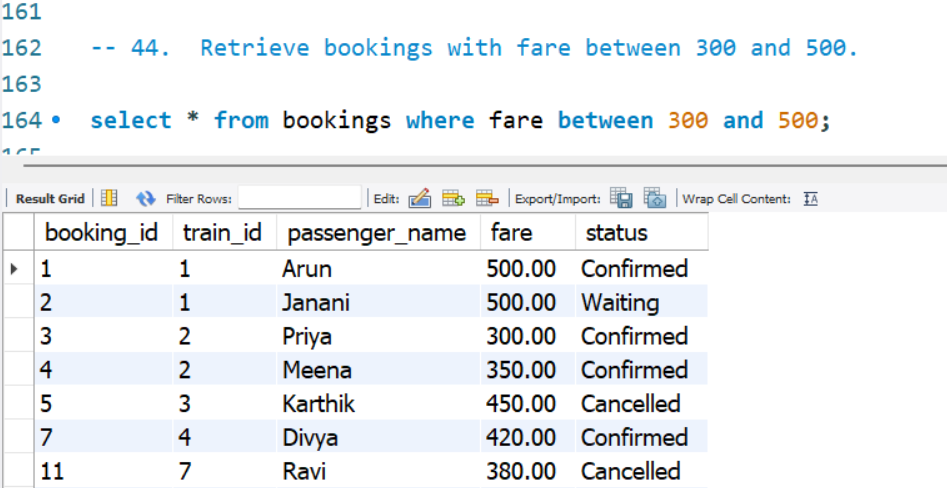 161
162 -- 44. Retrieve bookings with fare between 300 and 500.
163
164 select * from bookings where fare between 300 and 500;
Result Grid Filter Rows: Edit: Export/Import: Wrap Cell Content: IA
booking_id train_id passenger_name fare status
1 1 Arun 500.00 Confirmed
2 1 Janani 500.00 Waiting
3 2 Priya 300.00 Confirmed
4 2 Meena 350.00 Confirmed
5 3 Karthik 450.00 Cancelled
7 4 Divya 420.00 Confirmed
11 7 Ravi 380.00 Cancelled